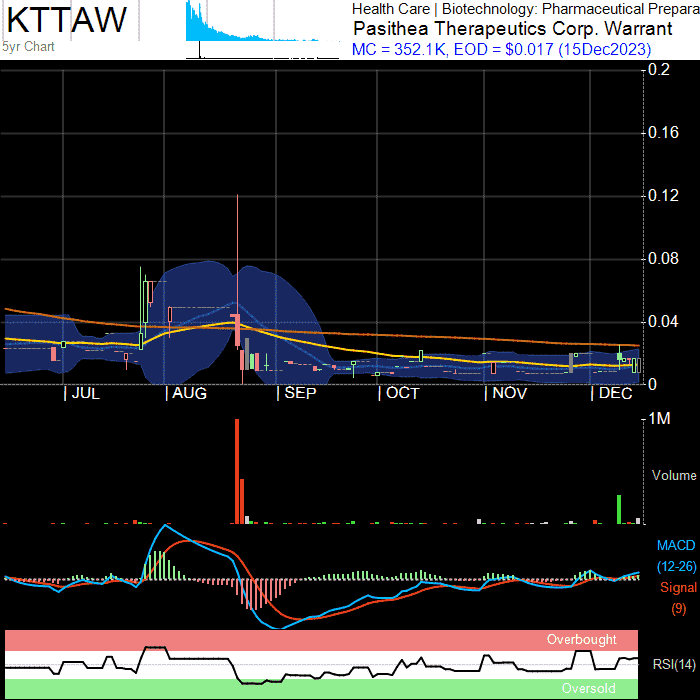 KTTAW
5yr Chart
Health Care | Biotechnology: Pharmaceutical Prepara
Pasithea Therapeutics Corp. Warrant
MC = 352.1K, EOD = $0.017 (15Dec2023)
0.2
0.16
0.12
0.08
0.04
0
JUL
AUG
SEP
OCT
NOV
DEC
1M
Volume
MACD
(12-26)
Signal
(9)
Overbought
RSI(14)
Oversold